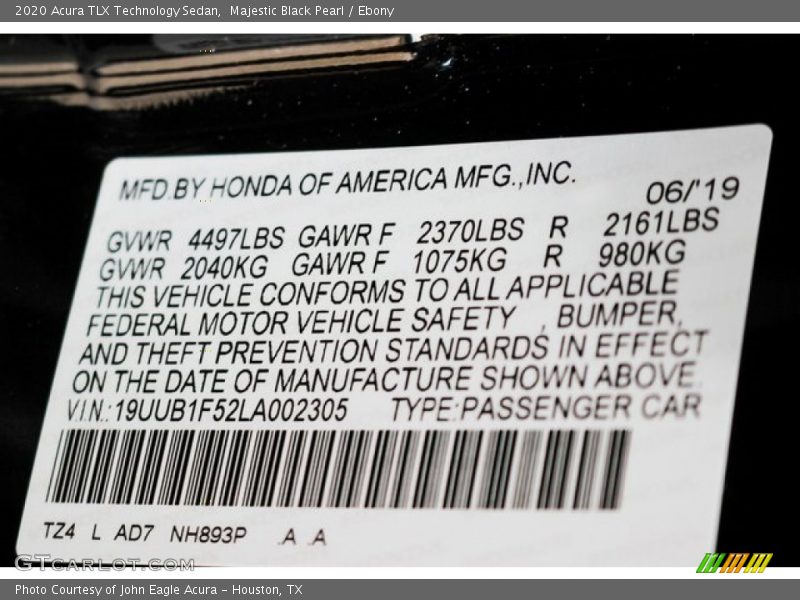 2020 Acura TLX Technology Sedan, Majestic Black Pearl / Ebony
MFD.BY HONDA OF AMERICA MFG.,INC.
06/'19
GVWR 4497LBS GAWR F 2370LBS R 2161LBS
GVWR 2040KG GAWR F 1075KG R 980KG
THIS VEHICLE CONFORMS TO ALL APPLICABLE
FEDERAL MOTOR VEHICLE SAFETY , BUMPER,
AND THEFT PREVENTION STANDARDS IN EFFECT
ON THE DATE OF MANUFACTURE SHOWN ABOVE.
V.I.N.:19UUB1F52LA002305 TYPE:PASSENGER CAR
TZ4 L AD7 NH893P .A .A
GTCARLOT.COM
Photo Courtesy of John Eagle Acura - Houston, TX